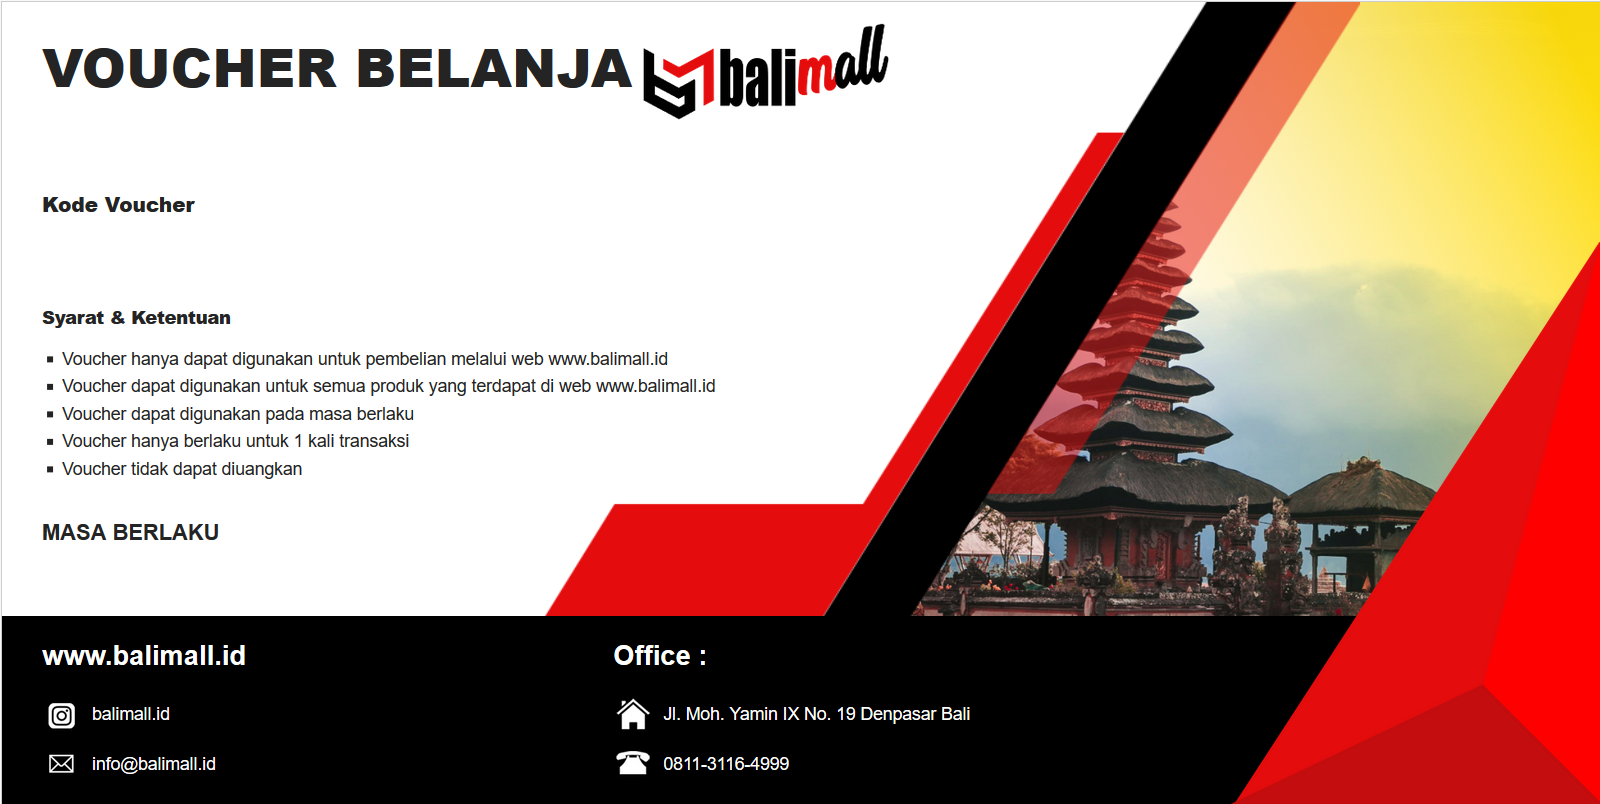 VOUCHER BELANJA balimall
Kode Voucher
Syarat & Ketentuan
Voucher hanya dapat digunakan untuk pembelian melalui web www.balimall.id
Voucher dapat digunakan untuk semua produk yang terdapat di web www.balimall.id
Voucher dapat digunakan pada masa berlaku
Voucher hanya berlaku untuk 1 kali transaksi
Voucher tidak dapat diuangkan
MASA BERLAKU
www.balimall.id
balimall.id
info@balimall.id
Office :
Jl. Moh. Yamin IX No. 19 Denpasar Bali
0811-3116-4999